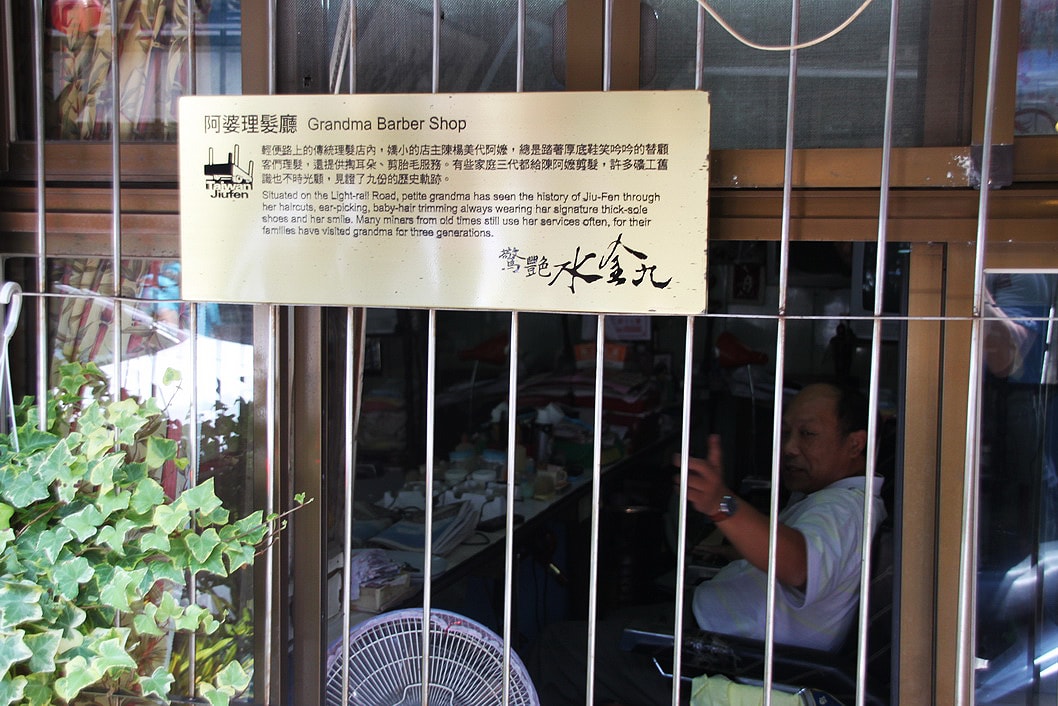 阿婆理髮廳 Grandma Barber Shop
輕便路上的傳統理髮店內，嬌小的店主陳楊美代阿嬤，總是踏著厚底鞋笑吟吟的替顧
客們理髮，還提供掏耳朵、剪胎毛服務。有些家庭三代都給陳阿嬤剪髮，許多礦工舊
識也不時光顧，見證了九份的歷史軌跡。
Taiwan
Jiufen
Situated on the Light-rail Road, petite grandma has seen the history of Jiu-Fen through
her haircuts, ear-picking, baby-hair trimming always wearing her signature thick-sole
shoes and her smile. Many miners from old times still use her services often, for their
families have visited grandma for three generations.
驚艷水金九